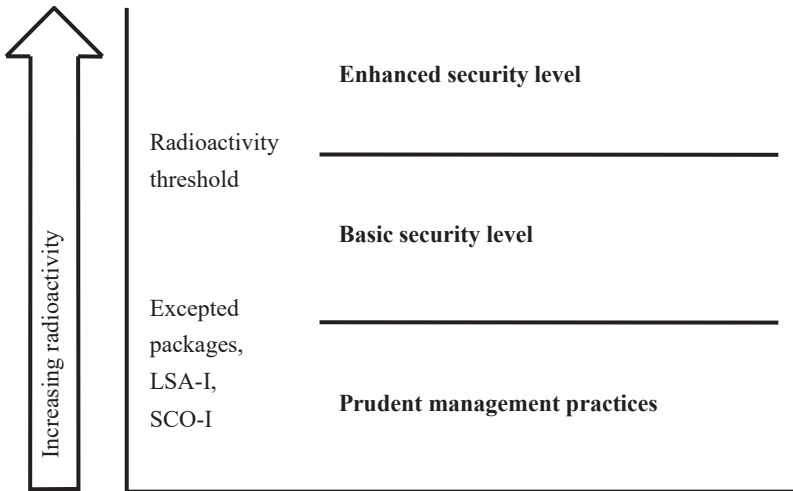 Enhanced security level
Radioactivity
threshold
Basic security level
Excepted
packages,
LSA-I,
SCO-I
Prudent management practices
Increasing radioactivity